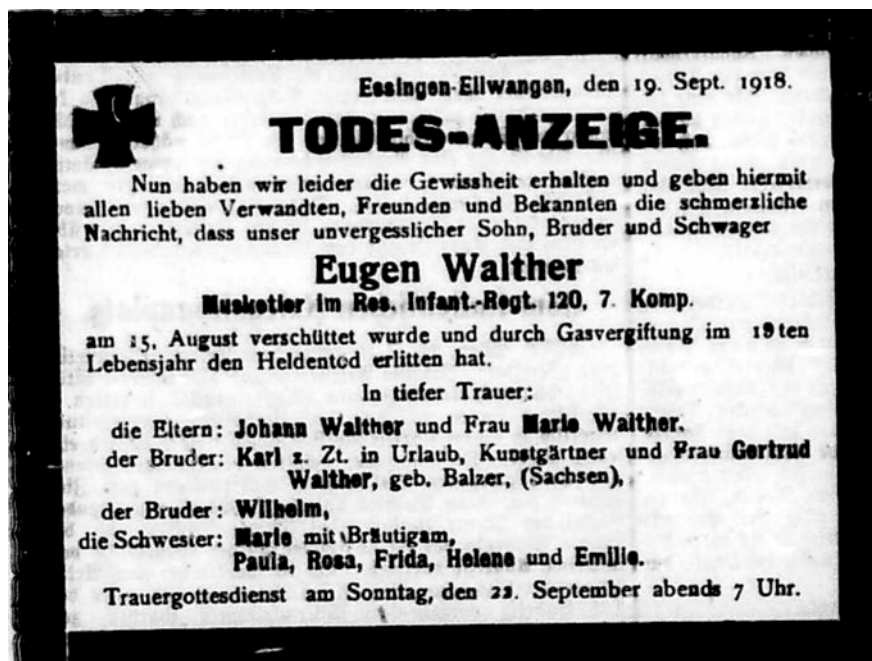 Essingen-Ellwangen, den 19. Sept. 1918.
TODES-ANZEIGE.
Nun haben wir leider die Gewissheit erhalten und geben hiermit
allen lieben Verwandten, Freunden und Bekannten die schmerzliche
Nachricht, dass unser unvergesslicher Sohn, Bruder und Schwager
Eugen Walther
Musketier im Res. Infant.-Regt. 120, 7. Komp.
am 15. August verschüttet wurde und durch Gasvergiftung im 19ten
Lebensjahr den Heldentod erlitten hat.
In tiefer Trauer:
die Eltern: Johann Walther und Frau Marie Walther.
der Bruder: Karl z. Zt. in Urlaub, Kunstgärtner und Frau Gertrud
Walther, geb. Balzer, (Sachsen),
der Bruder: Wilhelm,
die Schwester: Marie mit Bräutigam,
Paula, Rosa, Frida, Helene und Emilie.
Trauergottesdienst am Sonntag, den 22. September abends 7 Uhr.